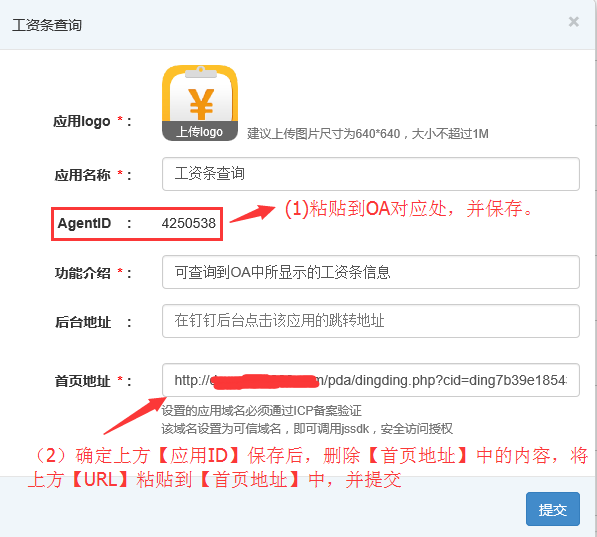 工资条查询
×
应用logo * :
¥
上传logo
建议上传图片尺寸为640*640，大小不超过1M
应用名称 * :
工资条查询
AgentID :
4250538
(1)粘贴到OA对应处，并保存。
功能介绍 * :
可查询到OA中所显示的工资条信息
后台地址 :
在钉钉后台点击该应用的跳转地址
首页地址 * :
http://d m/pda/dingding.php?cid=ding7b39e1854
设置的应用域名必须通过ICP备案验证
该域名设置为可信域名，即可调用jssdk，安全访问授权
（2）确定上方【应用ID】保存后，删除【首页地址】中的内容，将
上方【URL】粘贴到【首页地址】中，并提交
提交